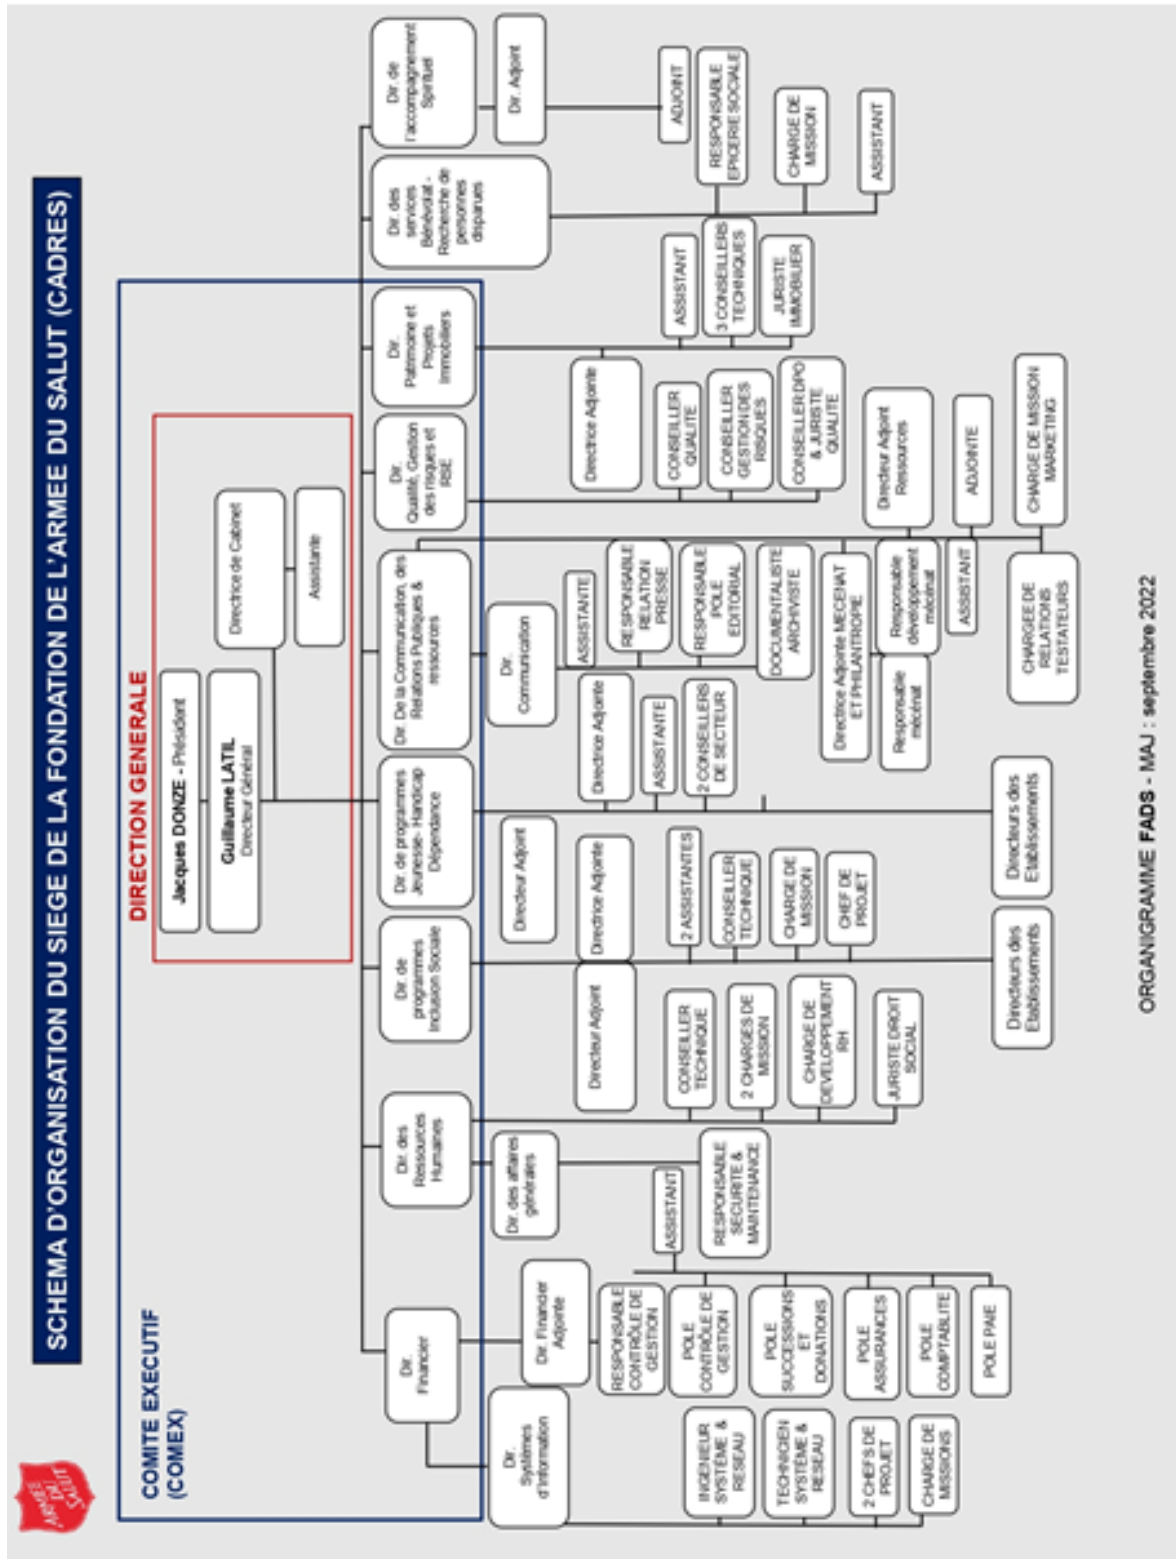 ARMÉE
DU
SALUT
SCHEMA D'ORGANISATION DU SIEGE DE LA FONDATION DE L'ARMEE DU SALUT (CADRES)
COMITE EXECUTIF
(COMEX)
DIRECTION GENERALE
Jacques DONZE - Président
Guillaume LATIL
Directeur Général
Directrice de Cabinet
Assistante
Dir.
Financier
Dir. des
Ressources
Humaines
Dir. de
programmes
Inclusion Sociale
Dir. de programmes
Jeunesse- Handicap
Dépendance
Dir. De la Communication, des
Relations Publiques &
ressources
Dir.
Qualité, Gestion
des risques et
RSE
Dir.
Patrimoine et
Projets
Immobiliers
Dir. des
services
Bénévolat -
Recherche de
personnes
disparues
Dir. de
l'accompagnement
Spirituel
Dir.
Systèmes
d'Information
INGENIEUR
SYSTÈME &
RESEAU
TECHNICIEN
SYSTÈME &
RESEAU
2 CHEFS DE
PROJET
CHARGE DE
MISSIONS
Dir. Financier
Adjointe
RESPONSABLE
CONTRÔLE DE
GESTION
ASSISTANT
POLE
CONTRÔLE DE
GESTION
POLE
SUCCESSIONS
ET
DONATIONS
POLE
ASSURANCES
POLE
COMPTABLITE
POLE PAIE
Dir. des affaires
générales
RESPONSABLE
SECURITE &
MAINTENANCE
Directeur Adjoint
CONSEILLER
TECHNIQUE
2 CHARGES DE
MISSION
CHARGE DE
DEVELOPPEMENT
RH
JURISTE DROIT
SOCIAL
Directeur Adjoint
Directrice Adjointe
2 ASSISTANTES
CONSEILLER
TECHNIQUE
CHARGE DE
MISSION
CHEF DE
PROJET
Directeurs des
Etablissements
Directrice Adjointe
ASSISTANTE
2 CONSEILLERS
DE SECTEUR
Directeurs des
Etablissements
Dir.
Communication
ASSISTANTE
RESPONSABLE
RELATION
PRESSE
RESPONSABLE
POLE
EDITORIAL
DOCUMENTALISTE
ARCHIVISTE
Directrice Adjointe MECENAT
ET PHILANTROPIE
Responsable
mécénat
Responsable
développement
mécénat
Directeur Adjoint
Ressources
ASSISTANT
ADJOINTE
CHARGEE DE
RELATIONS
TESTATEURS
CHARGE DE MISSION
MARKETING
CONSEILLER
QUALITE
CONSEILLER
GESTION DES
RISQUES
CONSEILLER DPO
& JURISTE
QUALITE
Directrice Adjointe
ASSISTANT
3 CONSEILLERS
TECHNIQUES
JURISTE
IMMOBILIER
Dir. Adjoint
ADJOINT
RESPONSABLE
EPICERIE SOCIALE
CHARGE DE
MISSION
ASSISTANT
ORGANIGRAMME FADS - MAJ : septembre 2022